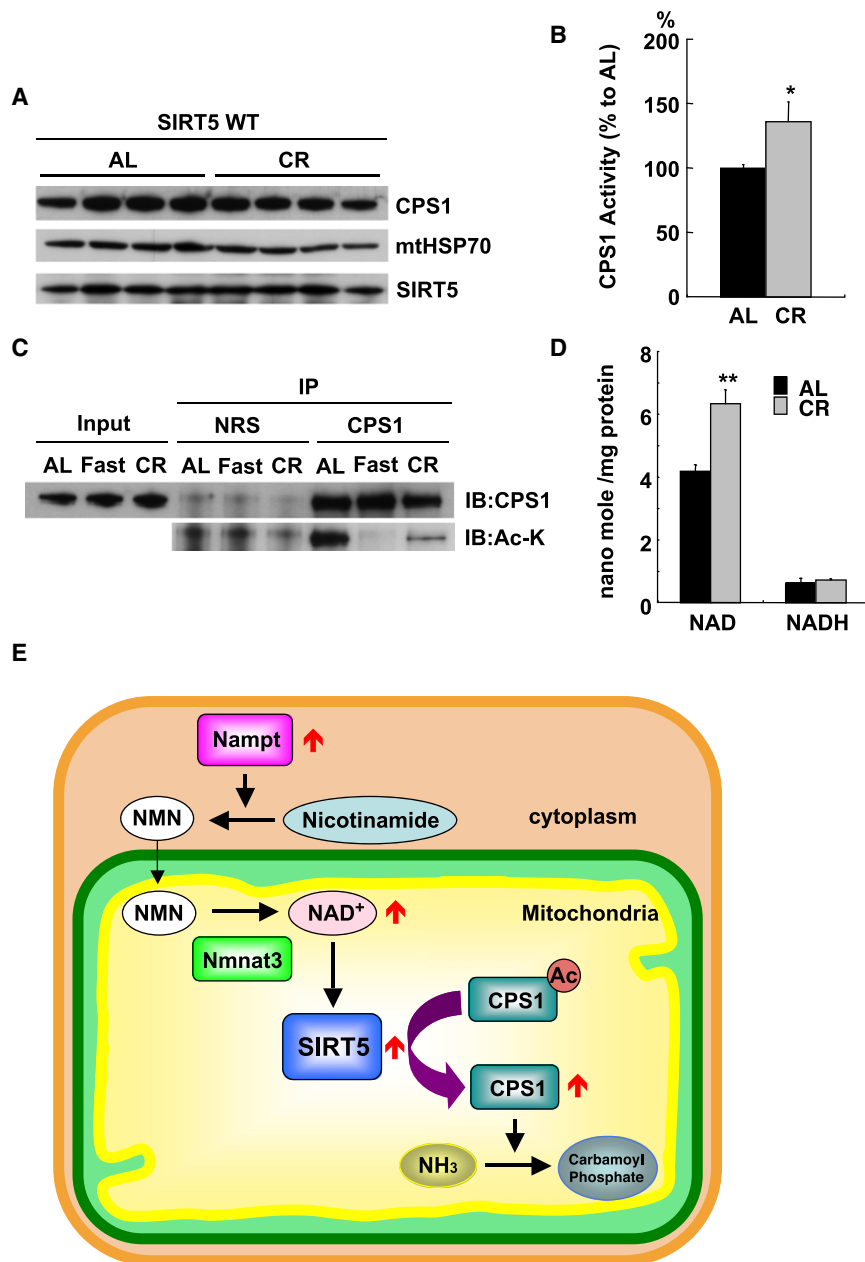 A
SIRT5 WT
AL CR
CPS1
mtHSP70
SIRT5
B
%
200
150
100
50
0
CPS1 Activity (% to AL)
*
AL CR
C
IP
Input NRS CPS1
AL Fast CR AL Fast CR AL Fast CR
IB:CPS1
IB:Ac-K
D
8
6
4
2
0
nano mole /mg protein
**
AL
CR
NAD NADH
E
Nampt
NMN Nicotinamide cytoplasm
NMN NAD+ Mitochondria
Nmnat3
Ac
CPS1
SIRT5
CPS1
NH3 Carbamoyl
Phosphate